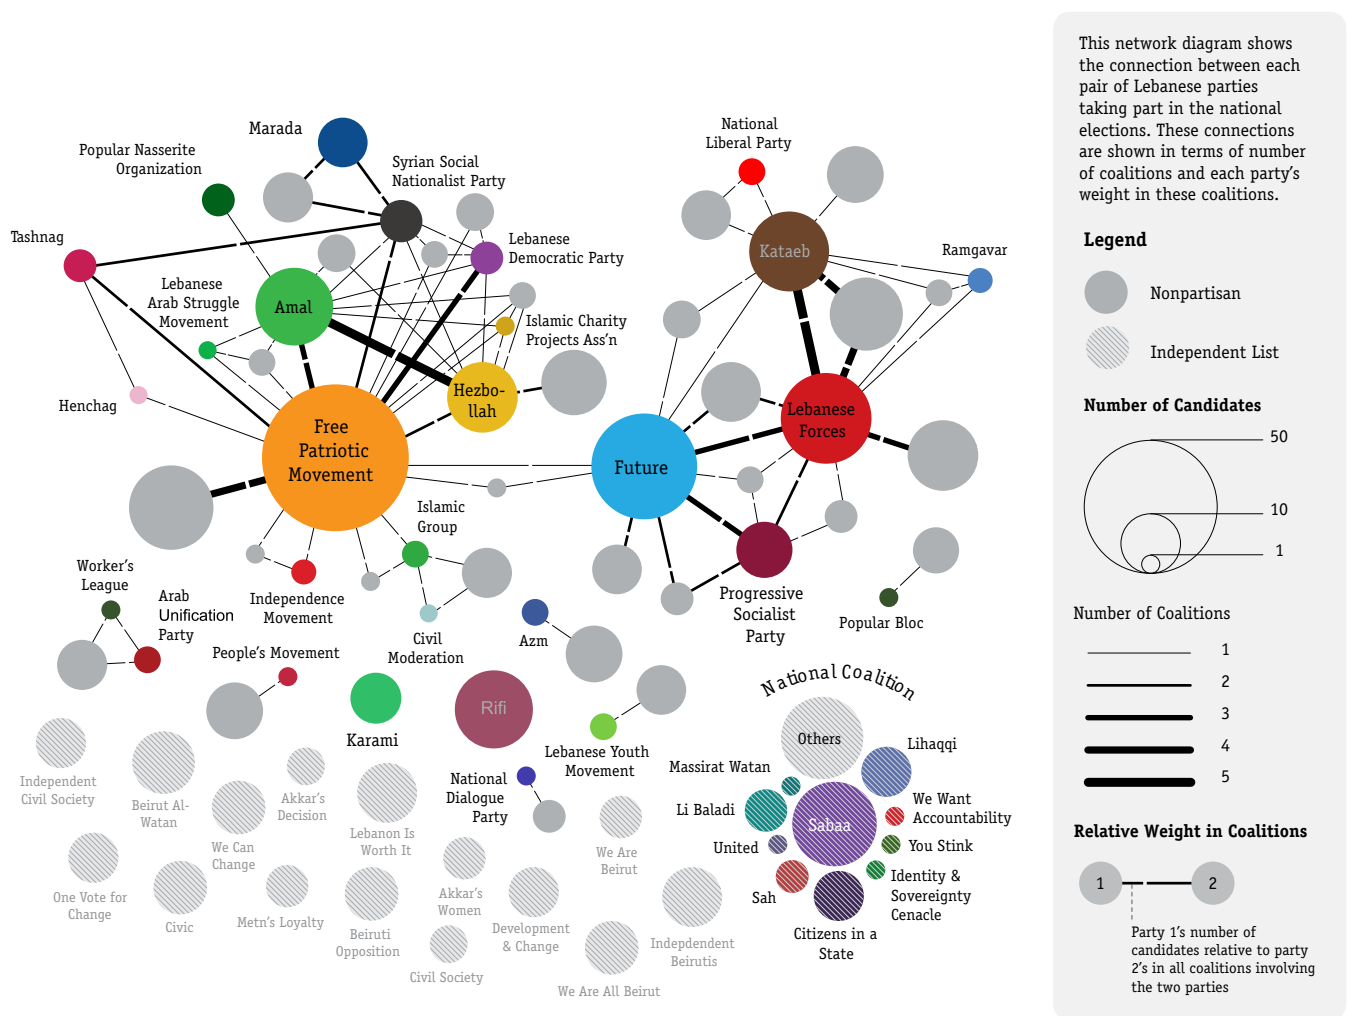 This network diagram shows
the connection between each
pair of Lebanese parties
taking part in the national
elections. These connections
are shown in terms of number
of coalitions and each party's
weight in these coalitions.
Legend
Nonpartisan
Independent List
Number of Candidates
50
10
1
Number of Coalitions
1
2
3
4
5
Relative Weight in Coalitions
1
2
Party 1's number of
candidates relative to party
2's in all coalitions involving
the two parties
Marada
Popular Nasserite
Organization
Syrian Social
Nationalist Party
Tashnag
Lebanese
Democratic Party
Lebanese
Arab Struggle
Movement
Amal
Islamic Charity
Projects Ass'n
Henchag
Hezbo-
llah
Free
Patriotic
Movement
National
Liberal Party
Kataeb
Ramgavar
Lebanese
Forces
Future
Islamic
Group
Worker's
League
Arab
Unification
Party
Independence
Movement
Civil
Moderation
Azm
Progressive
Socialist
Party
Popular Bloc
People's Movement
Karami
Rifi
Lebanese Youth
Movement
National
Dialogue
Party
National Coalition
Others
Lihaqqi
Massirat Watan
Li Baladi
Sabaa
We Want
Accountability
United
You Stink
Sah
Identity &
Sovereignty
Cenacle
Citizens in a
State
Independent
Civil Society
Beirut Al-
Watan
We Can
Change
Akkar's
Decision
Lebanon Is
Worth It
We Are
Beirut
One Vote for
Change
Civic
Metn's Loyalty
Beiruti
Opposition
Akkar's
Women
Development
& Change
Civil Society
We Are All Beirut
Indepdendent
Beirutis